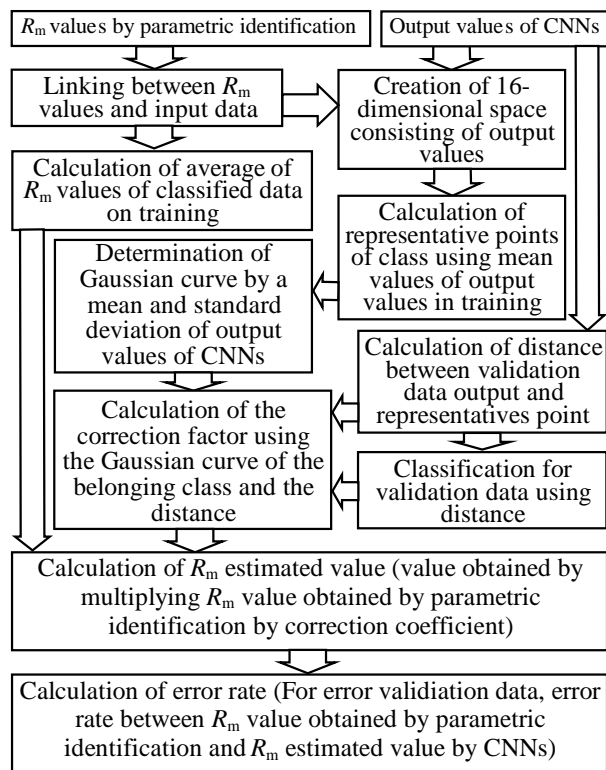 Rm values by parametric identification
Output values of CNNs
Linking between Rm
values and input data
Creation of 16-
dimensional space
consisting of output
values
Calculation of average of
Rm values of classified data
on training
Calculation of
representative points
of class using mean
values of output
values in training
Determination of
Gaussian curve by a
mean and standard
deviation of output
values of CNNs
Calculation of distance
between validation
data output and
representatives point
Calculation of the
correction factor using
the Gaussian curve of the
belonging class and the
distance
Classification for
validation data using
distance
Calculation of Rm estimated value (value obtained by
multiplying Rm value obtained by parametric
identification by correction coefficient)
Calculation of error rate (For error validiation data, error
rate between Rm value obtained by parametric
identification and Rm estimated value by CNNs)